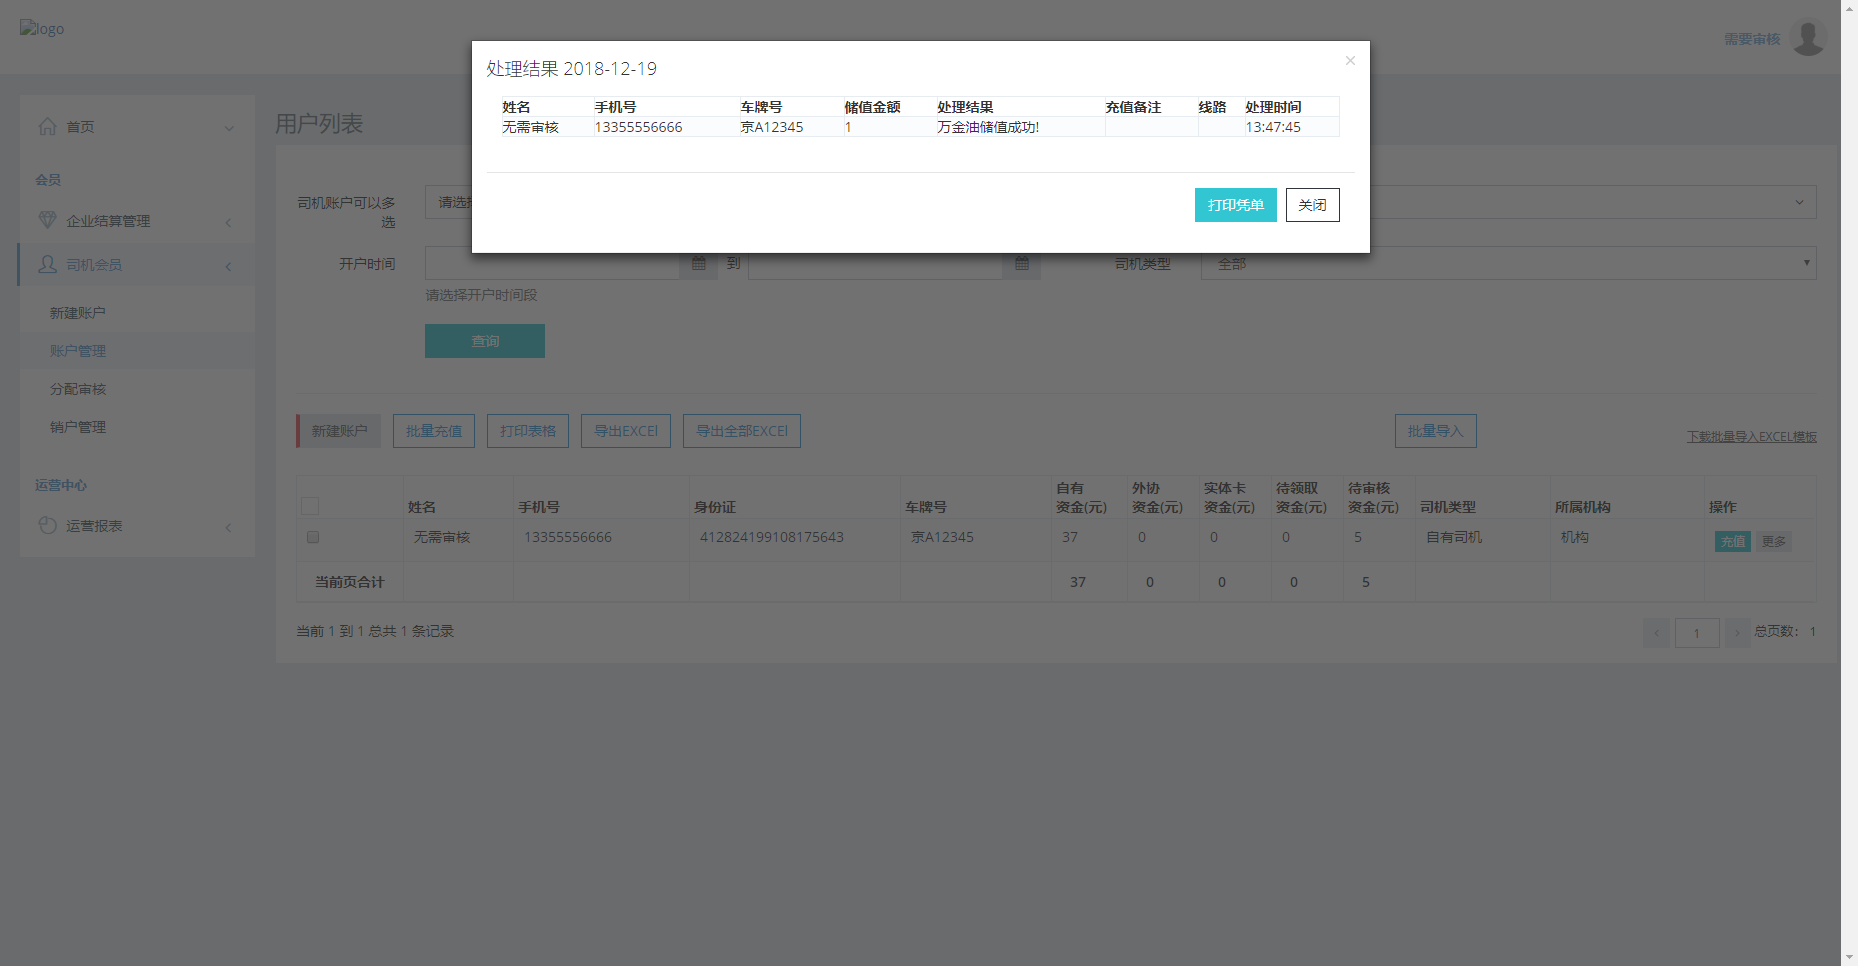 logo
需要审核
处理结果 2018-12-19
×
姓名 手机号 车牌号 储值金额 处理结果 充值备注 线路 处理时间
无需审核 13355556666 京A12345 1 万金油储值成功! 13:47:45
打印凭单 关闭
首页
会员
企业结算管理
司机会员
新建账户
账户管理
分配审核
销户管理
运营中心
运营报表
用户列表
司机账户可以多
选
请选
开户时间 到 司机类型 全部
请选择开户时间段
查询
新建账户 批量充值 打印表格 导出EXCEl 导出全部EXCEl 批量导入 下载批量导入EXCEL模板
自有 外协 实体卡 待领取 待审核
姓名 手机号 身份证 车牌号 资金(元) 资金(元) 资金(元) 资金(元) 资金(元) 司机类型 所属机构 操作
无需审核 13355556666 412824199108175643 京A12345 37 0 0 0 5 自有司机 机构 充值 更多
当前页合计 37 0 0 0 5
当前 1 到 1 总共 1 条记录
1 总页数： 1